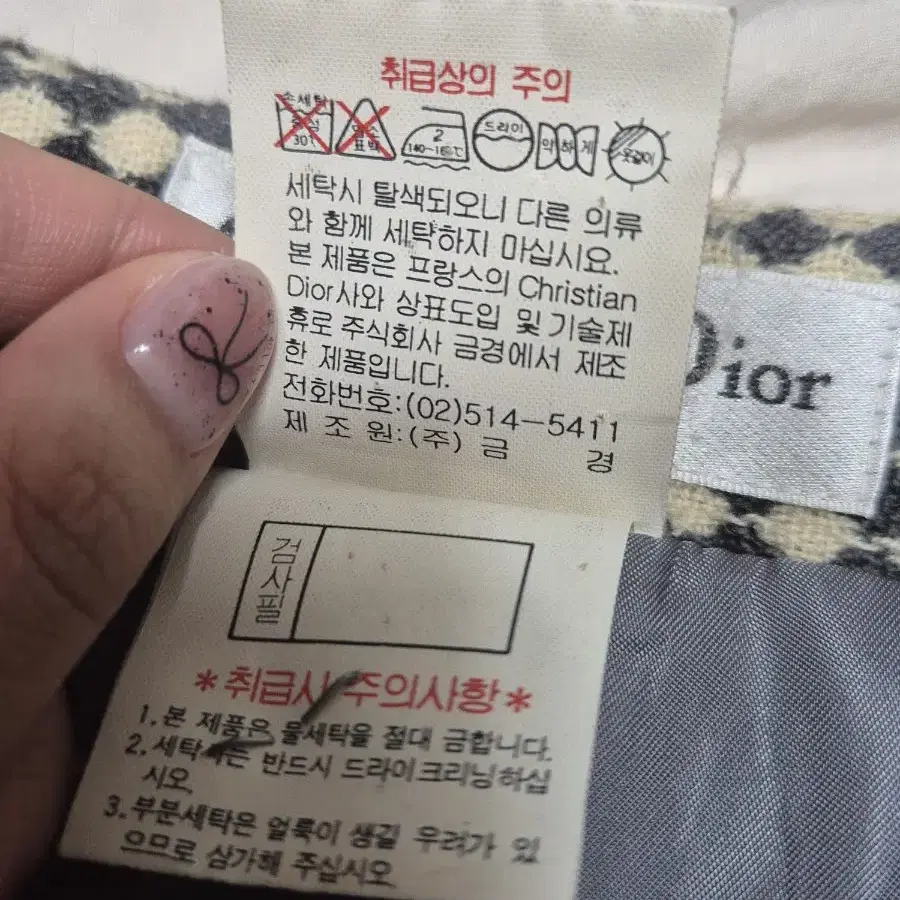 취급상의 주의
손세탁 중성 30℃ 염소 표백 2 140~160℃ 드라이 약하게 옷걸이
세탁시 탈색되오니 다른 의류
와 함께 세탁하지 마십시요.
본 제품은 프랑스의 Christian
Dior사와 상표도입 및 기술제
휴로 주식회사 금경에서 제조
한 제품입니다.
전화번호:(02)514-5411
제 조 원:(주) 금 경
Dior
검사필
*취급시 주의사항*
1. 본 제품은 물세탁을 절대 금합니다.
2. 세탁시는 반드시 드라이크리닝하십
시오.
3. 부분세탁은 얼룩이 생길 우려가 있
으므로 삼가해 주십시오